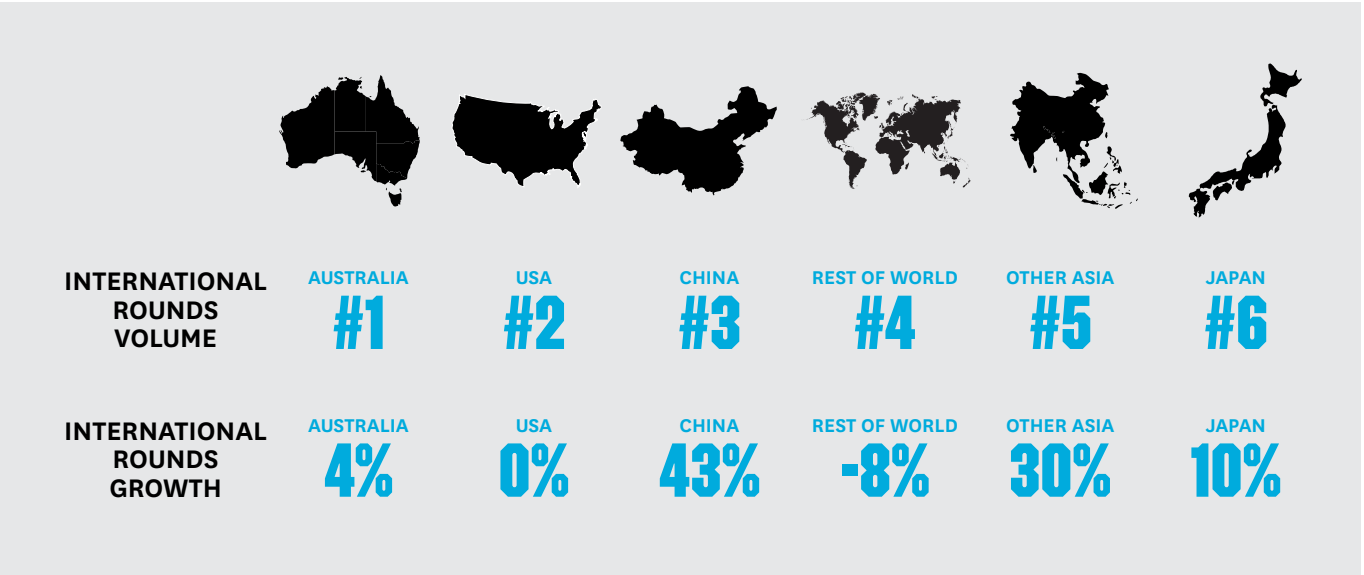 INTERNATIONAL
ROUNDS
VOLUME
AUSTRALIA
#1
USA
#2
CHINA
#3
REST OF WORLD
#4
OTHER ASIA
#5
JAPAN
#6
INTERNATIONAL
ROUNDS
GROWTH
AUSTRALIA
4%
USA
0%
CHINA
43%
REST OF WORLD
-8%
OTHER ASIA
30%
JAPAN
10%